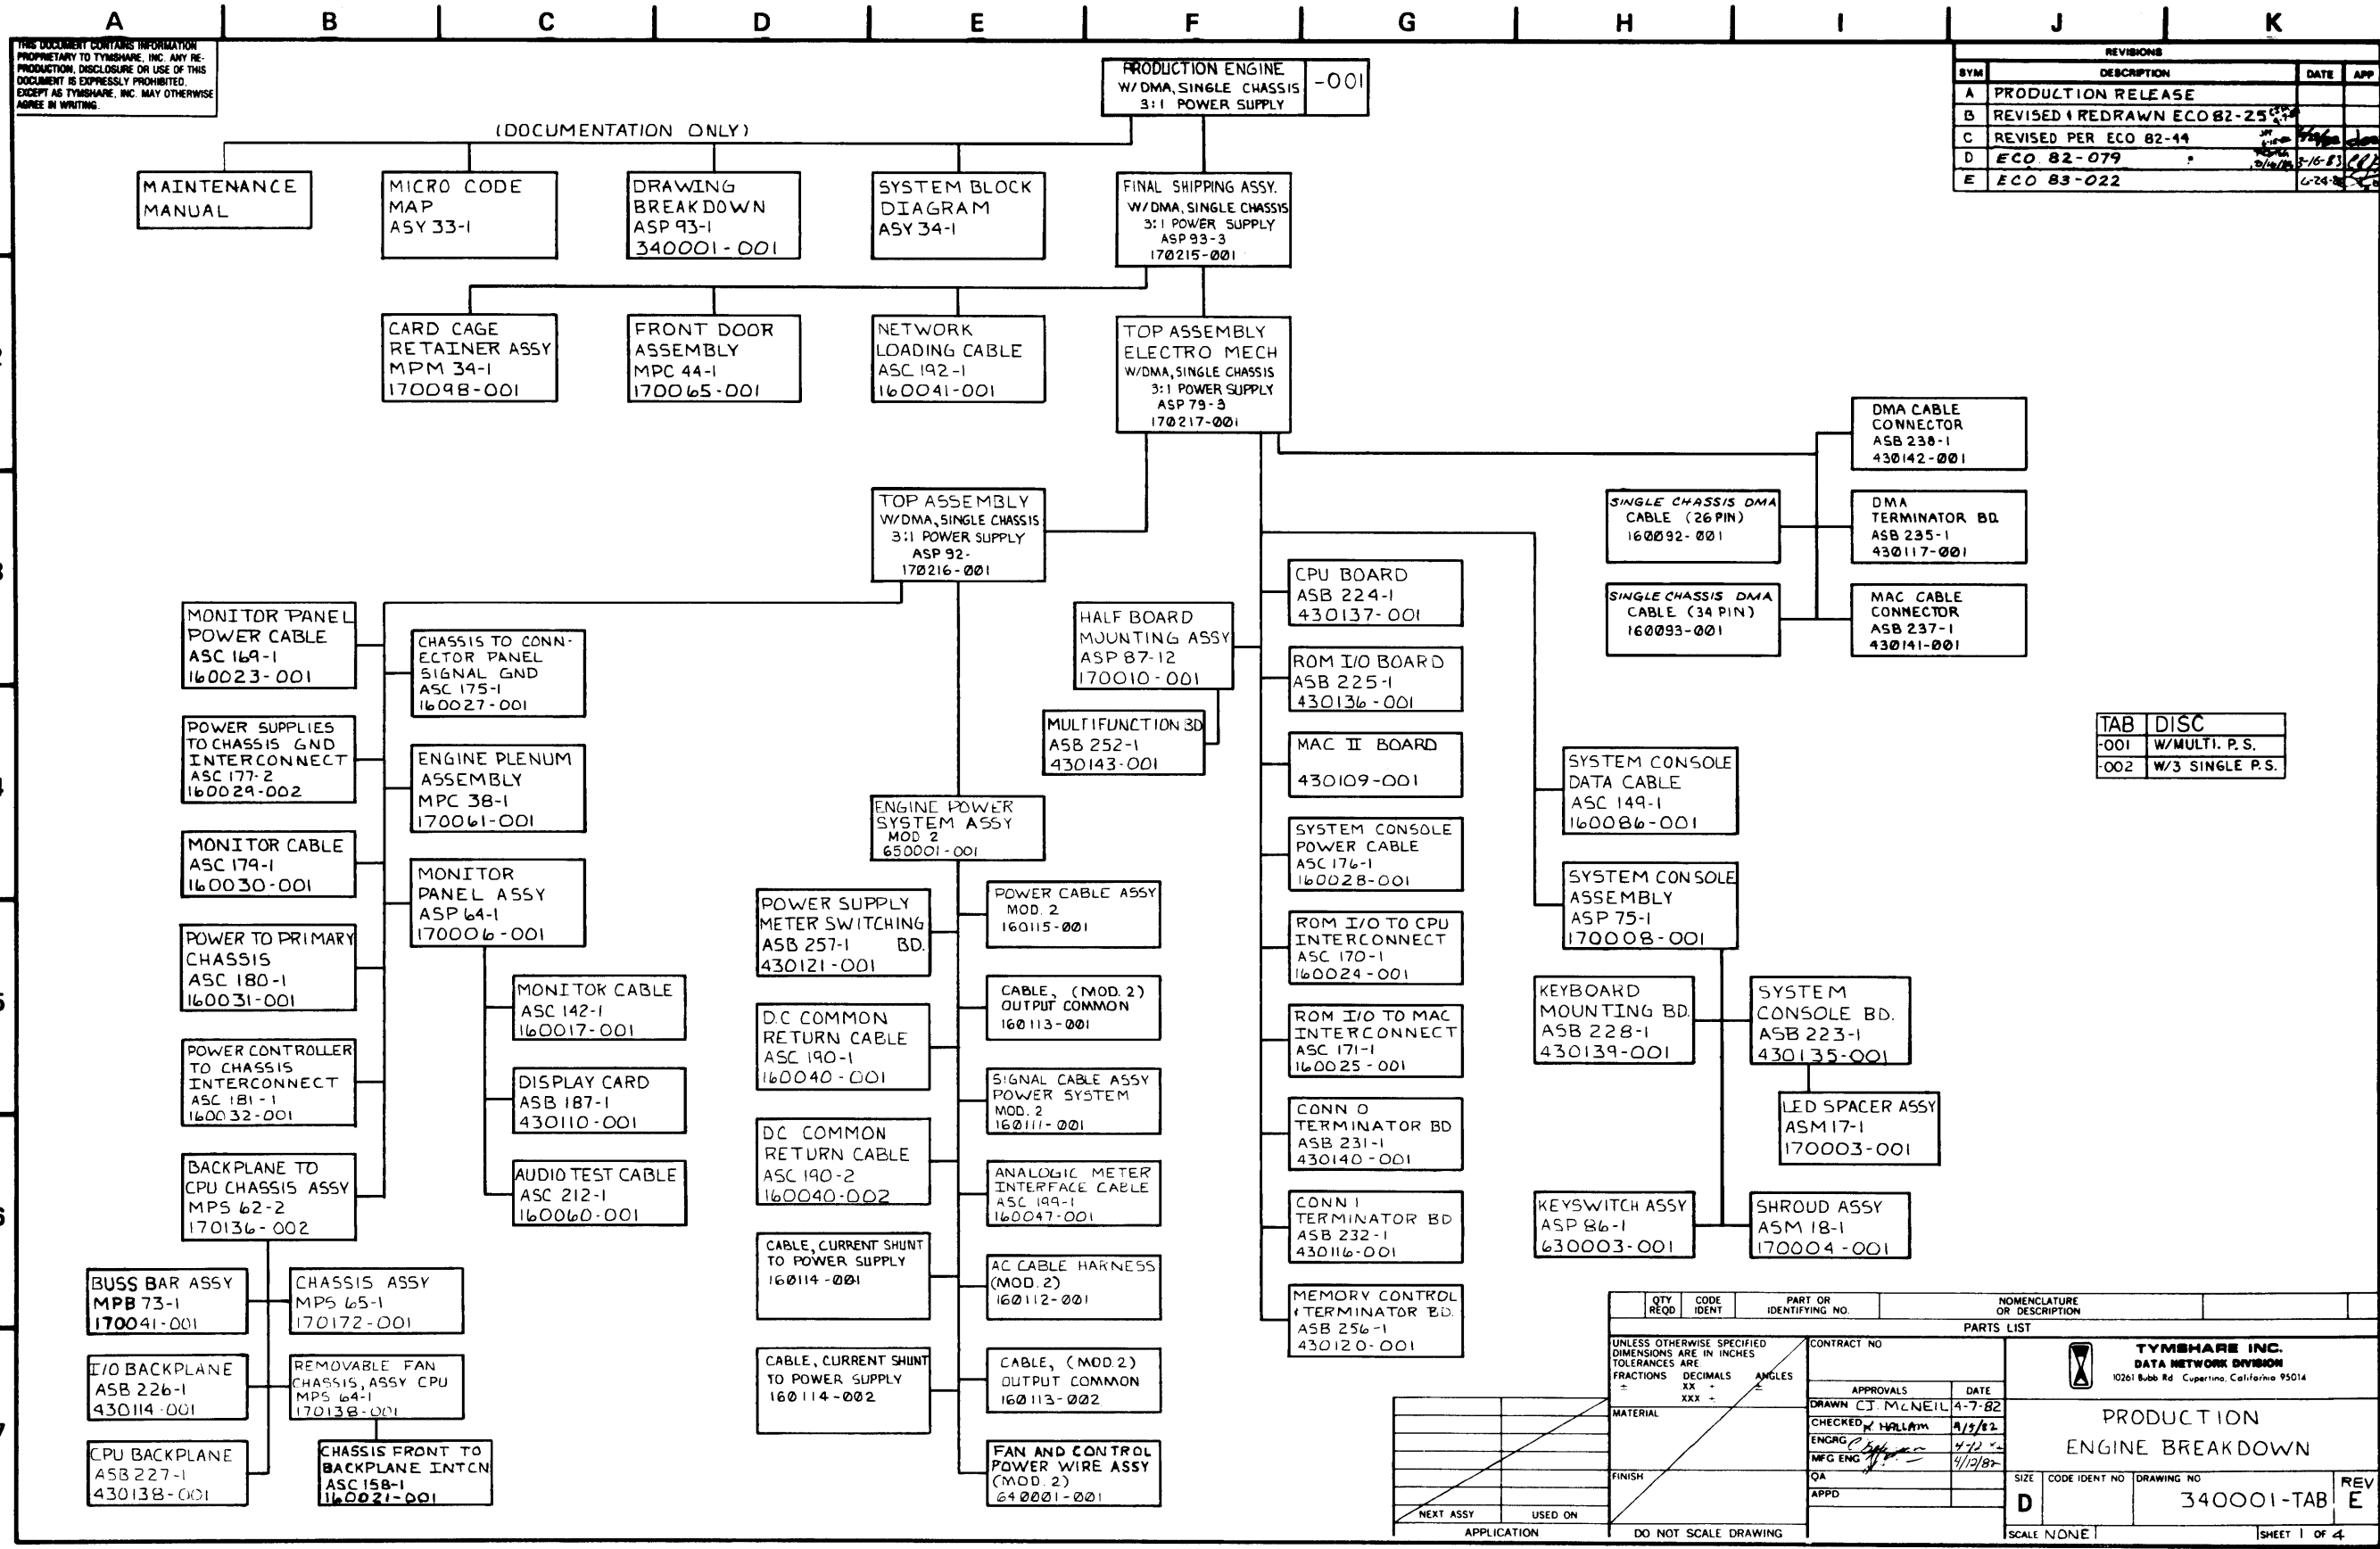 A B C D E F G H I J K
THIS DOCUMENT CONTAINS INFORMATION
PROPRIETARY TO TYMSHARE, INC. ANY RE-
PRODUCTION, DISCLOSURE OR USE OF THIS
DOCUMENT IS EXPRESSLY PROHIBITED.
EXCEPT AS TYMSHARE, INC. MAY OTHERWISE
AGREE IN WRITING.
PRODUCTION ENGINE
W/DMA, SINGLE CHASSIS
3:1 POWER SUPPLY
-001
REVISIONS
SYM DESCRIPTION DATE APP
A PRODUCTION RELEASE
B REVISED & REDRAWN ECO 82-25
C REVISED PER ECO 82-44
D ECO 82-079 3-16-83
E ECO 83-022
(DOCUMENTATION ONLY)
MAINTENANCE
MANUAL
MICRO CODE
MAP
ASY 33-1
DRAWING
BREAKDOWN
ASP 93-1
340001-001
SYSTEM BLOCK
DIAGRAM
ASY 34-1
FINAL SHIPPING ASSY.
W/DMA, SINGLE CHASSIS
3:1 POWER SUPPLY
ASP 93-3
170215-001
CARD CAGE
RETAINER ASSY
MPM 34-1
170098-001
FRONT DOOR
ASSEMBLY
MPC 44-1
170065-001
NETWORK
LOADING CABLE
ASC 192-1
160041-001
TOP ASSEMBLY
ELECTRO MECH
W/DMA, SINGLE CHASSIS
3:1 POWER SUPPLY
ASP 79-3
170217-001
DMA CABLE
CONNECTOR
ASB 238-1
430142-001
TOP ASSEMBLY
W/DMA, SINGLE CHASSIS
3:1 POWER SUPPLY
ASP 92-
170216-001
SINGLE CHASSIS DMA
CABLE (26 PIN)
160092-001
DMA
TERMINATOR BD.
ASB 235-1
430117-001
SINGLE CHASSIS DMA
CABLE (34 PIN)
160093-001
MAC CABLE
CONNECTOR
ASB 237-1
430141-001
MONITOR PANEL
POWER CABLE
ASC 169-1
160023-001
CHASSIS TO CONN-
ECTOR PANEL
SIGNAL GND
ASC 175-1
160027-001
HALF BOARD
MOUNTING ASSY
ASP 87-12
170010-001
CPU BOARD
ASB 224-1
430137-001
ROM I/O BOARD
ASB 225-1
430136-001
POWER SUPPLIES
TO CHASSIS GND
INTERCONNECT
ASC 177-2
160029-002
ENGINE PLENUM
ASSEMBLY
MPC 38-1
170061-001
MULTIFUNCTION BD
ASB 252-1
430143-001
MAC II BOARD
430109-001
SYSTEM CONSOLE
DATA CABLE
ASC 149-1
160086-001
TAB DISC
-001 W/MULTI. P.S.
-002 W/3 SINGLE P.S.
MONITOR CABLE
ASC 179-1
160030-001
MONITOR
PANEL ASSY
ASP 64-1
170006-001
ENGINE POWER
SYSTEM ASSY
MOD 2
650001-001
SYSTEM CONSOLE
POWER CABLE
ASC 176-1
160028-001
SYSTEM CONSOLE
ASSEMBLY
ASP 75-1
170008-001
POWER TO PRIMARY
CHASSIS
ASC 180-1
160031-001
POWER SUPPLY
METER SWITCHING
ASB 257-1 BD.
430121-001
POWER CABLE ASSY
MOD. 2
160115-001
ROM I/O TO CPU
INTERCONNECT
ASC 170-1
160024-001
MONITOR CABLE
ASC 142-1
160017-001
D.C COMMON
RETURN CABLE
ASC 190-1
160040-001
CABLE, (MOD. 2)
OUTPUT COMMON
160113-001
ROM I/O TO MAC
INTERCONNECT
ASC 171-1
160025-001
KEYBOARD
MOUNTING BD.
ASB 228-1
430139-001
SYSTEM
CONSOLE BD.
ASB 223-1
430135-001
POWER CONTROLLER
TO CHASSIS
INTERCONNECT
ASC 181-1
160032-001
DISPLAY CARD
ASB 187-1
430110-001
SIGNAL CABLE ASSY
POWER SYSTEM
MOD. 2
160111-001
CONN 0
TERMINATOR BD
ASB 231-1
430140-001
LED SPACER ASSY
ASM 17-1
170003-001
BACKPLANE TO
CPU CHASSIS ASSY
MPS 62-2
170136-002
AUDIO TEST CABLE
ASC 212-1
160060-001
DC COMMON
RETURN CABLE
ASC 190-2
160040-002
ANALOGIC METER
INTERFACE CABLE
ASC 199-1
160047-001
CONN 1
TERMINATOR BD
ASB 232-1
430116-001
KEYSWITCH ASSY
ASP 86-1
630003-001
SHROUD ASSY
ASM 18-1
170004-001
CABLE, CURRENT SHUNT
TO POWER SUPPLY
160114-001
AC CABLE HARNESS
(MOD. 2)
160112-001
BUSS BAR ASSY
MPB 73-1
170041-001
CHASSIS ASSY
MPS 65-1
170172-001
MEMORY CONTROL
& TERMINATOR BD.
ASB 256-1
430120-001
I/O BACKPLANE
ASB 226-1
430114-001
REMOVABLE FAN
CHASSIS, ASSY CPU
MPS 64-1
170138-001
CABLE, CURRENT SHUNT
TO POWER SUPPLY
160114-002
CABLE, (MOD. 2)
OUTPUT COMMON
160113-002
CPU BACKPLANE
ASB 227-1
430138-001
CHASSIS FRONT TO
BACKPLANE INTCN
ASC 158-1
160021-001
FAN AND CONTROL
POWER WIRE ASSY
(MOD. 2)
640001-001
QTY REQD CODE IDENT PART OR IDENTIFYING NO. NOMENCLATURE OR DESCRIPTION
PARTS LIST
UNLESS OTHERWISE SPECIFIED
DIMENSIONS ARE IN INCHES
TOLERANCES ARE
FRACTIONS DECIMALS ANGLES
± XX ± ±
XXX ±
MATERIAL
FINISH
DO NOT SCALE DRAWING
NEXT ASSY USED ON
APPLICATION
CONTRACT NO
APPROVALS DATE
DRAWN C.J. McNEIL 4-7-82
CHECKED K HALLAM 4/9/82
ENGRG
MFG ENG 4/12/82
QA
APPD
TYMSHARE INC.
DATA NETWORK DIVISION
10261 Bubb Rd Cupertino, California 95014
PRODUCTION
ENGINE BREAKDOWN
SIZE CODE IDENT NO DRAWING NO REV
D 340001-TAB E
SCALE NONE SHEET 1 OF 4